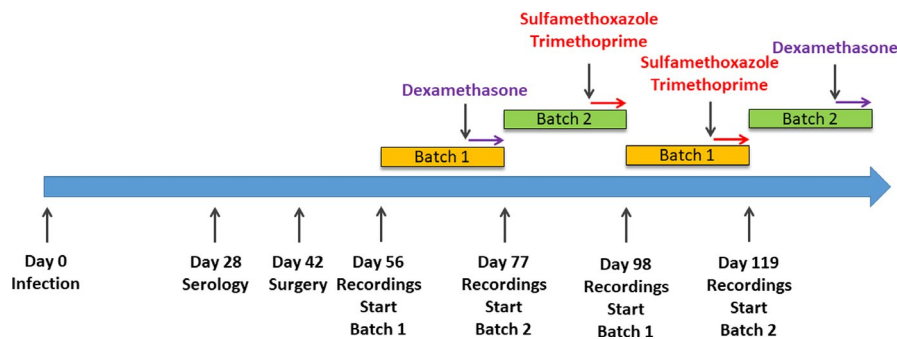 Sulfamethoxazole
Trimethoprime
Dexamethasone
Sulfamethoxazole
Trimethoprime
Dexamethasone
Batch 2
Batch 2
Batch 1
Batch 1
Day 0
Infection
Day 28
Serology
Day 42
Surgery
Day 56
Recordings
Start
Batch 1
Day 77
Recordings
Start
Batch 2
Day 98
Recordings
Start
Batch 1
Day 119
Recordings
Start
Batch 2